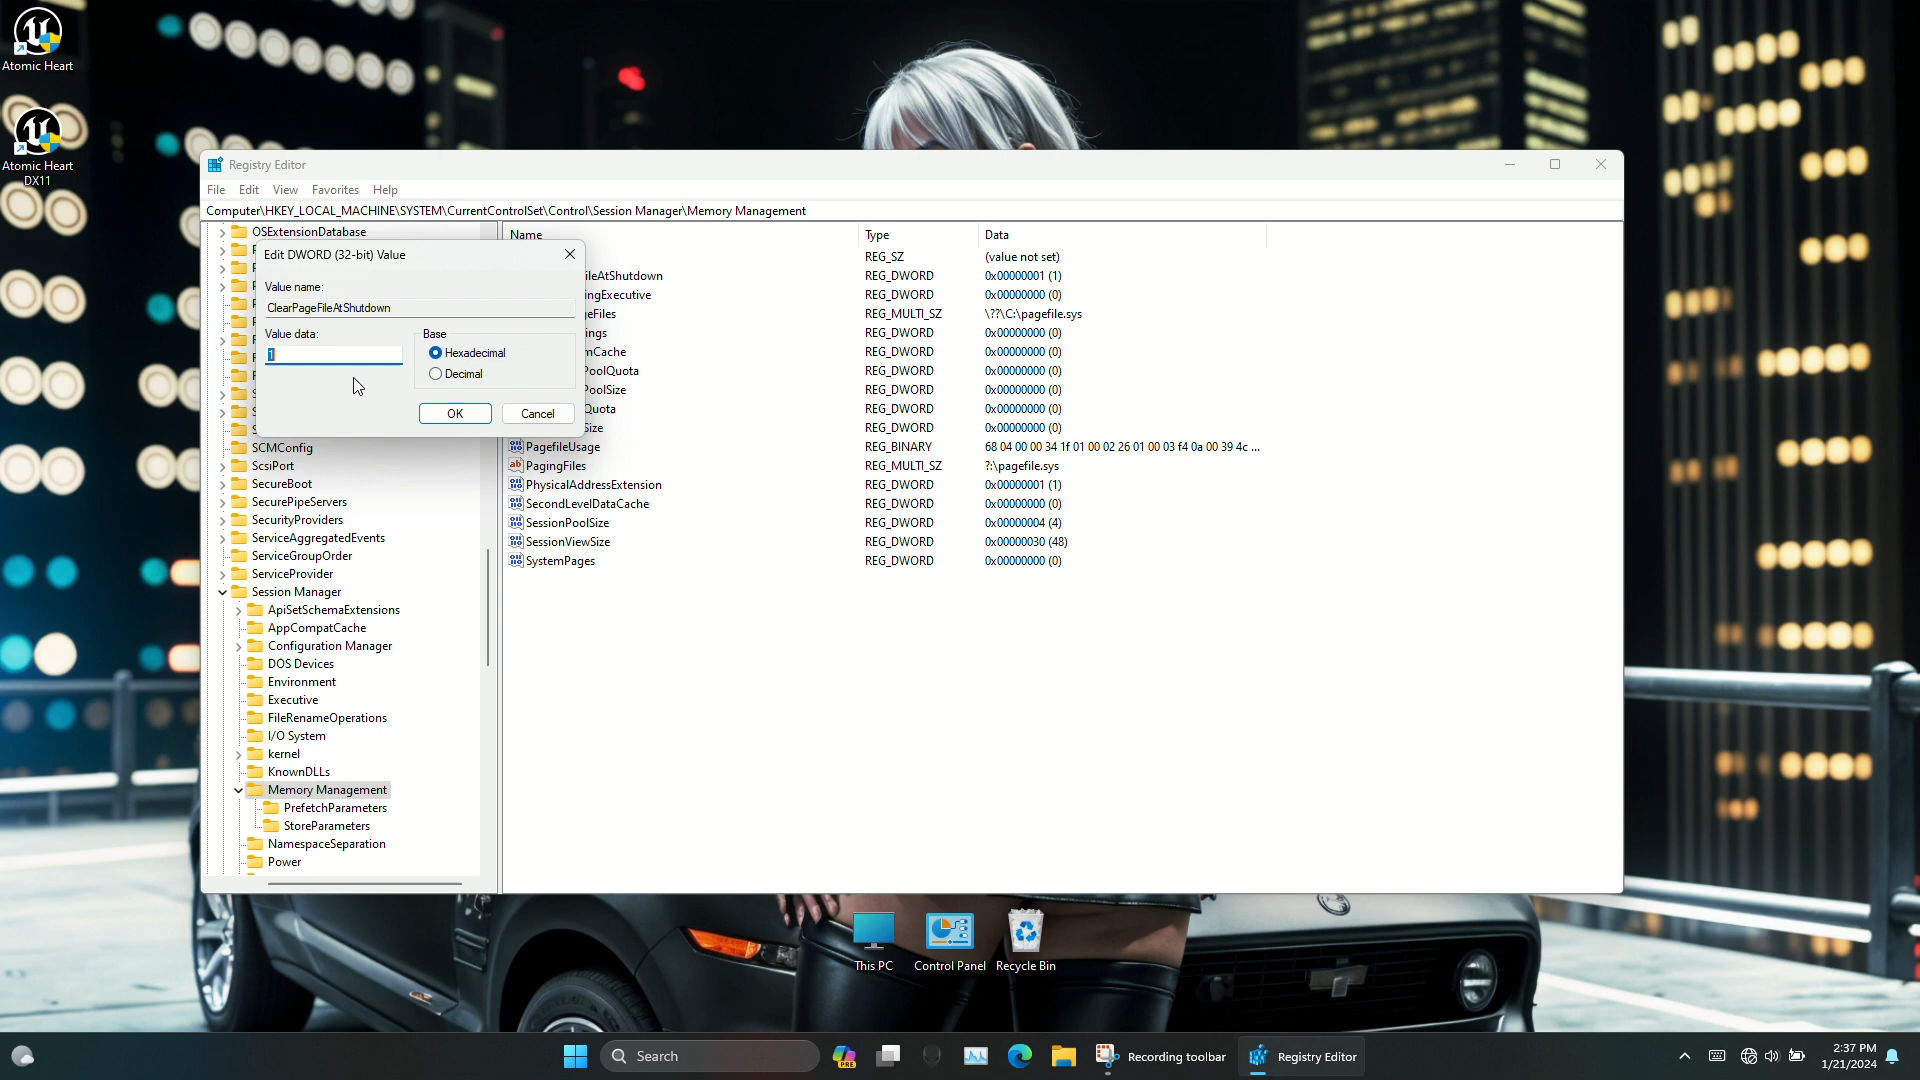 Atomic Heart
Atomic Heart
DX11
Registry Editor
File Edit View Favorites Help
Computer\HKEY_LOCAL_MACHINE\SYSTEM\CurrentControlSet\Control\Session Manager\Memory Management
OSExtensionDatabase
SCMConfig
ScsiPort
SecureBoot
SecurePipeServers
SecurityProviders
ServiceAggregatedEvents
ServiceGroupOrder
ServiceProvider
Session Manager
ApiSetSchemaExtensions
AppCompatCache
Configuration Manager
DOS Devices
Environment
Executive
FileRenameOperations
I/O System
kernel
KnownDLLs
Memory Management
PrefetchParameters
StoreParameters
NamespaceSeparation
Power
Edit DWORD (32-bit) Value
Value name:
ClearPageFileAtShutdown
Value data:
1
Base
Hexadecimal
Decimal
OK Cancel
Name Type Data
REG_SZ (value not set)
ileAtShutdown REG_DWORD 0x00000001 (1)
ngExecutive REG_DWORD 0x00000000 (0)
geFiles REG_MULTI_SZ \??\C:\pagefile.sys
ings REG_DWORD 0x00000000 (0)
mCache REG_DWORD 0x00000000 (0)
PoolQuota REG_DWORD 0x00000000 (0)
PoolSize REG_DWORD 0x00000000 (0)
Quota REG_DWORD 0x00000000 (0)
Size REG_DWORD 0x00000000 (0)
PagefileUsage REG_BINARY 68 04 00 00 34 1f 01 00 02 26 01 00 03 f4 0a 00 39 4c ...
PagingFiles REG_MULTI_SZ ?:\pagefile.sys
PhysicalAddressExtension REG_DWORD 0x00000001 (1)
SecondLevelDataCache REG_DWORD 0x00000000 (0)
SessionPoolSize REG_DWORD 0x00000004 (4)
SessionViewSize REG_DWORD 0x00000030 (48)
SystemPages REG_DWORD 0x00000000 (0)
This PC
Control Panel
Recycle Bin
Search
PRE
Recording toolbar
Registry Editor
2:37 PM
1/21/2024